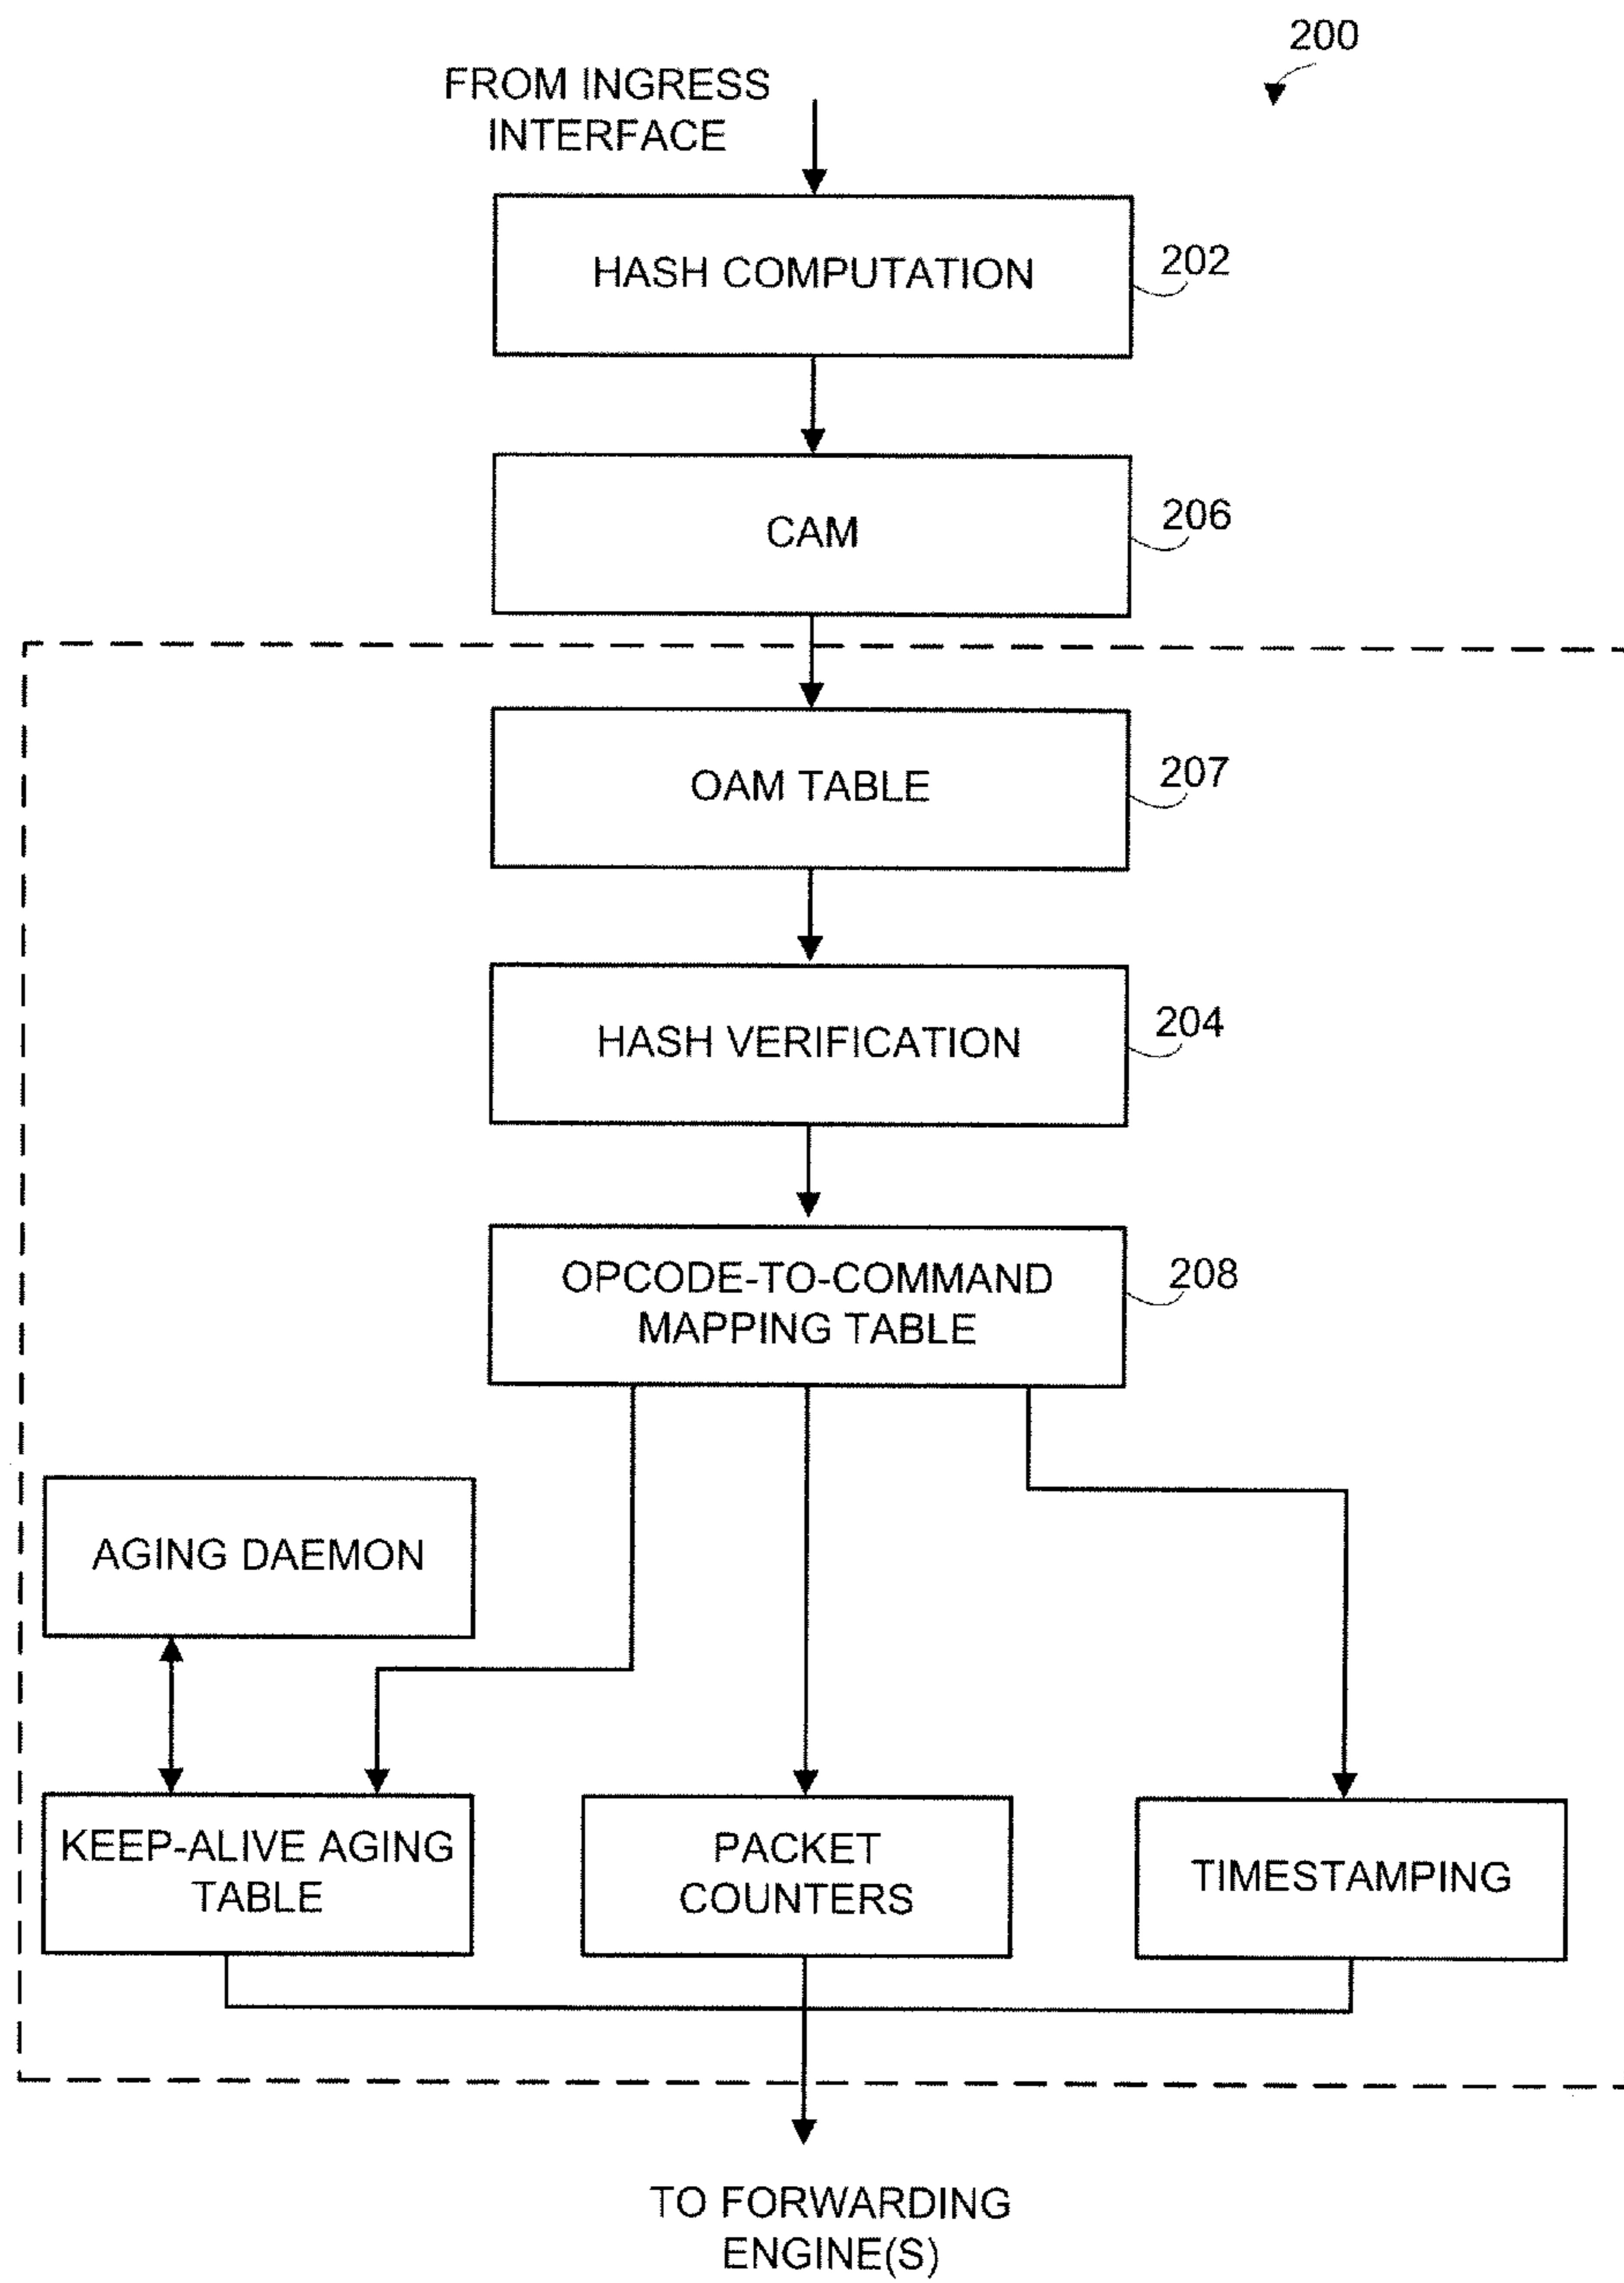 200
FROM INGRESS
INTERFACE
HASH COMPUTATION
202
CAM
206
OAM TABLE
207
HASH VERIFICATION
204
OPCODE-TO-COMMAND
MAPPING TABLE
208
AGING DAEMON
KEEP-ALIVE AGING
TABLE
PACKET
COUNTERS
TIMESTAMPING
TO FORWARDING
ENGINE(S)